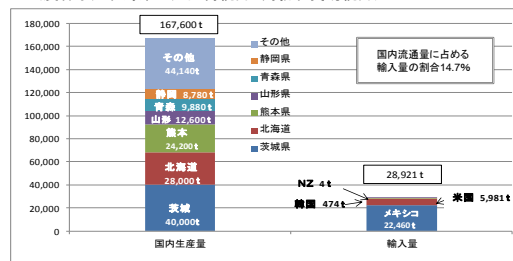 167,600t
180,000
160,000
140,000
120,000
100,000
80,000
60,000
40,000
20,000
0
その他
44,140t
静岡 8,780t
青森 9,880t
山形 12,600t
熊本
24,200t
北海道
28,000t
茨城
40,000t
国内生産量
その他
静岡県
青森県
山形県
熊本県
北海道
茨城県
国内流通量に占める
輸入量の割合14.7%
28,921t
NZ 4t
韓国 474t
米国 5,981t
メキシコ
22,460t
輸入量